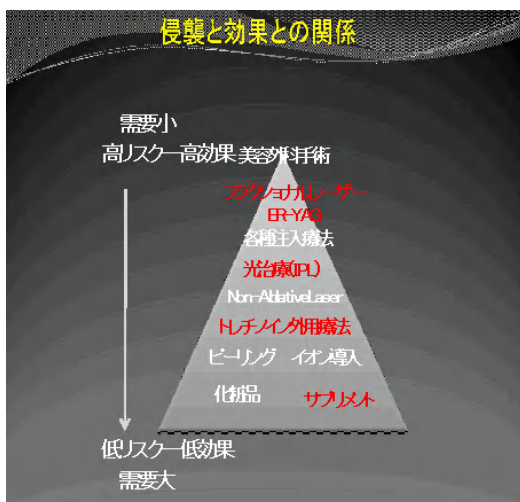 侵襲と効果との関係
需要小
高リスクー高効果 美容外科手術
フラクショナルレーザー
ER-YAG
各種注入療法
光治療(IPL)
Non-Ablative Laser
トレチノイン外用療法
ピーリング イオン導入
化粧品 サプリメント
低リスクー低効果
需要大